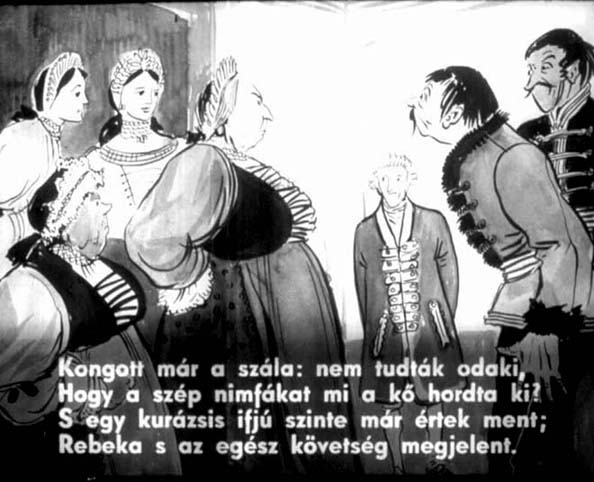 Kongott már a szála: nem tudták odaki,
Hogy a szép nimfákat mi a kő hordta ki?
S egy kurázsis ifjú szinte már értek ment;
Rebeka s az egész követség megjelent.